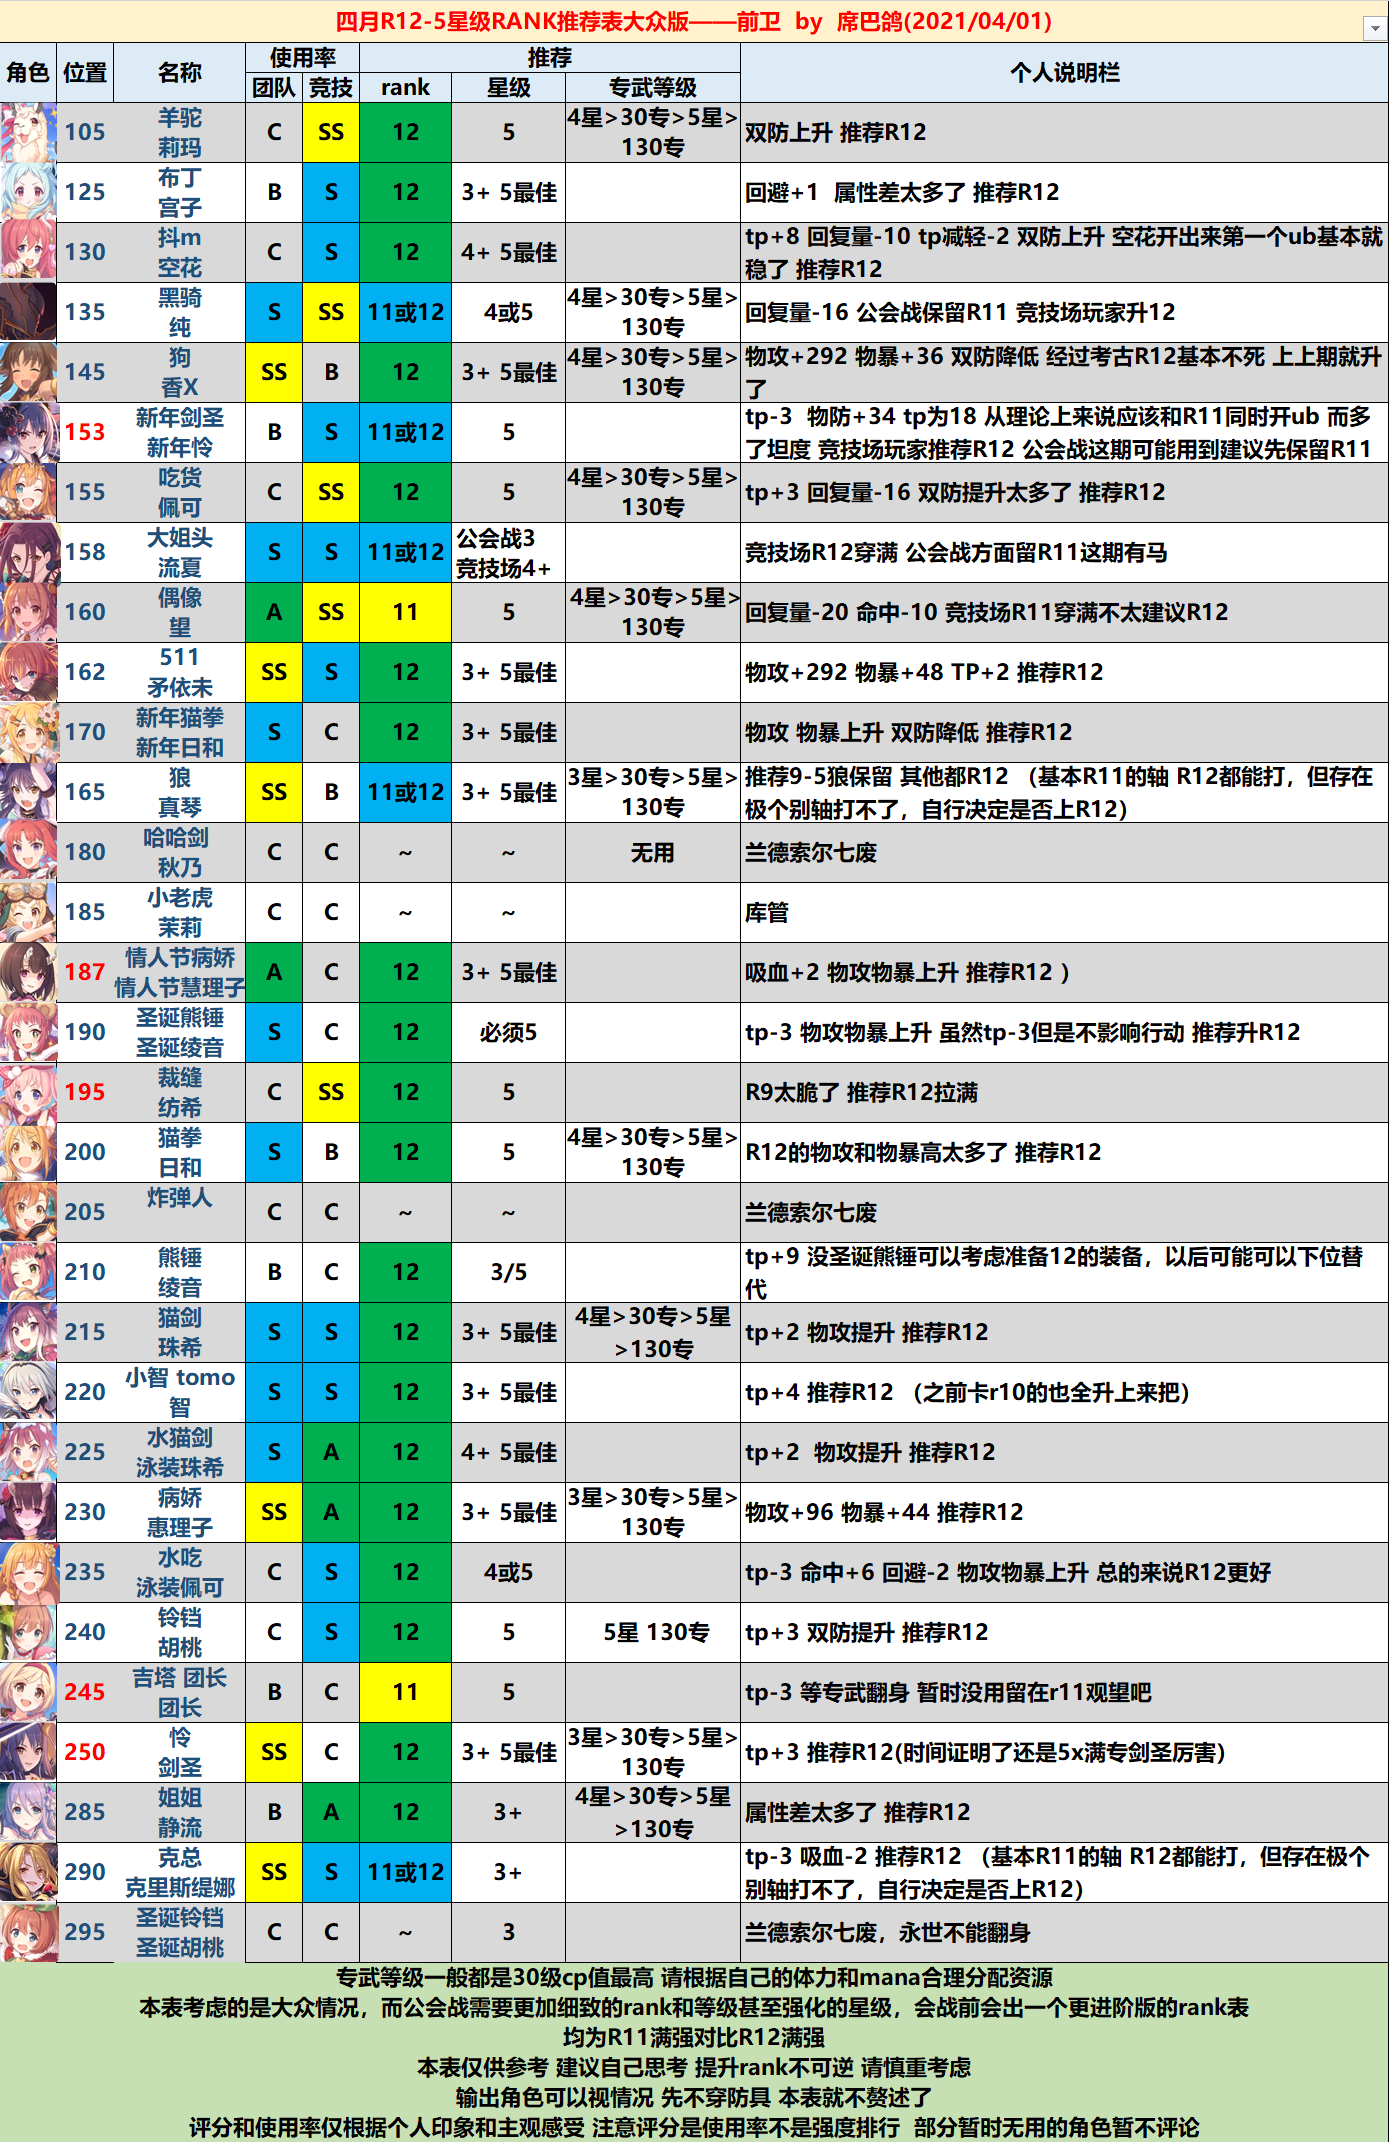 四月R12-5星级RANK推荐表大众版——前卫 by 席巴鸽(2021/04/01)
角色 位置 名称 使用率 推荐 个人说明栏
团队 竞技 rank 星级 专武等级
105 羊驼 莉玛 C SS 12 5 4星>30专>5星>130专 双防上升 推荐R12
125 布丁 宫子 B S 12 3+ 5最佳 回避+1 属性差太多了 推荐R12
130 抖m 空花 C S 12 4+ 5最佳 tp+8 回复量-10 tp减轻-2 双防上升 空花开出来第一个ub基本就
稳了 推荐R12
135 黑骑 纯 S SS 11或12 4或5 4星>30专>5星>130专 回复量-16 公会战保留R11 竞技场玩家升12
145 狗 香X SS B 12 3+ 5最佳 4星>30专>5星>130专 物攻+292 物暴+36 双防降低 经过考古R12基本不死 上上期就升
了
153 新年剑圣 新年怜 B S 11或12 5 tp-3 物防+34 tp为18 从理论上来说应该和R11同时开ub 而多
了坦度 竞技场玩家推荐R12 公会战这期可能用到建议先保留R11
155 吃货 佩可 C SS 12 5 4星>30专>5星>130专 tp+3 回复量-16 双防提升太多了 推荐R12
158 大姐头 流夏 S S 11或12 公会战3 竞技场4+ 竞技场R12穿满 公会战方面留R11这期有马
160 偶像 望 A SS 11 5 4星>30专>5星>130专 回复量-20 命中-10 竞技场R11穿满不太建议R12
162 511 矛依未 SS S 12 3+ 5最佳 物攻+292 物暴+48 TP+2 推荐R12
170 新年猫拳 新年日和 S C 12 3+ 5最佳 物攻 物暴上升 双防降低 推荐R12
165 狼 真琴 SS B 11或12 3+ 5最佳 3星>30专>5星>130专 推荐9-5狼保留 其他都R12 （基本R11的轴 R12都能打，但存在
极个别轴打不了，自行决定是否上R12）
180 哈哈剑 秋乃 C C ~ ~ 无用 兰德索尔七废
185 小老虎 茉莉 C C ~ ~ 库管
187 情人节病娇 情人节慧理子 A C 12 3+ 5最佳 吸血+2 物攻物暴上升 推荐R12 ）
190 圣诞熊锤 圣诞绫音 S C 12 必须5 tp-3 物攻物暴上升 虽然tp-3但是不影响行动 推荐升R12
195 裁缝 纺希 C SS 12 5 R9太脆了 推荐R12拉满
200 猫拳 日和 S B 12 5 4星>30专>5星>130专 R12的物攻和物暴高太多了 推荐R12
205 炸弹人 C C ~ ~ 兰德索尔七废
210 熊锤 绫音 B C 12 3/5 tp+9 没圣诞熊锤可以考虑准备12的装备，以后可能可以下位替
代
215 猫剑 珠希 S S 12 3+ 5最佳 4星>30专>5星>130专 tp+2 物攻提升 推荐R12
220 小智 tomo 智 S S 12 3+ 5最佳 tp+4 推荐R12 （之前卡r10的也全升上来把）
225 水猫剑 泳装珠希 S A 12 4+ 5最佳 tp+2 物攻提升 推荐R12
230 病娇 惠理子 SS A 12 3+ 5最佳 3星>30专>5星>130专 物攻+96 物暴+44 推荐R12
235 水吃 泳装佩可 C S 12 4或5 tp-3 命中+6 回避-2 物攻物暴上升 总的来说R12更好
240 铃铛 胡桃 C S 12 5 5星 130专 tp+3 双防提升 推荐R12
245 吉塔 团长 团长 B C 11 5 tp-3 等专武翻身 暂时没用留在r11观望吧
250 怜 剑圣 SS C 12 3+ 5最佳 3星>30专>5星>130专 tp+3 推荐R12(时间证明了还是5x满专剑圣厉害)
285 姐姐 静流 B A 12 3+ 4星>30专>5星>130专 属性差太多了 推荐R12
290 克总 克里斯缇娜 SS S 11或12 3+ tp-3 吸血-2 推荐R12 （基本R11的轴 R12都能打，但存在极个
别轴打不了，自行决定是否上R12）
295 圣诞铃铛 圣诞胡桃 C C ~ 3 兰德索尔七废，永世不能翻身
专武等级一般都是30级cp值最高 请根据自己的体力和mana合理分配资源
本表考虑的是大众情况，而公会战需要更加细致的rank和等级甚至强化的星级，会战前会出一个更进阶版的rank表
均为R11满强对比R12满强
本表仅供参考 建议自己思考 提升rank不可逆 请慎重考虑
输出角色可以视情况 先不穿防具 本表就不赘述了
评分和使用率仅根据个人印象和主观感受 注意评分是使用率不是强度排行 部分暂时无用的角色暂不评论